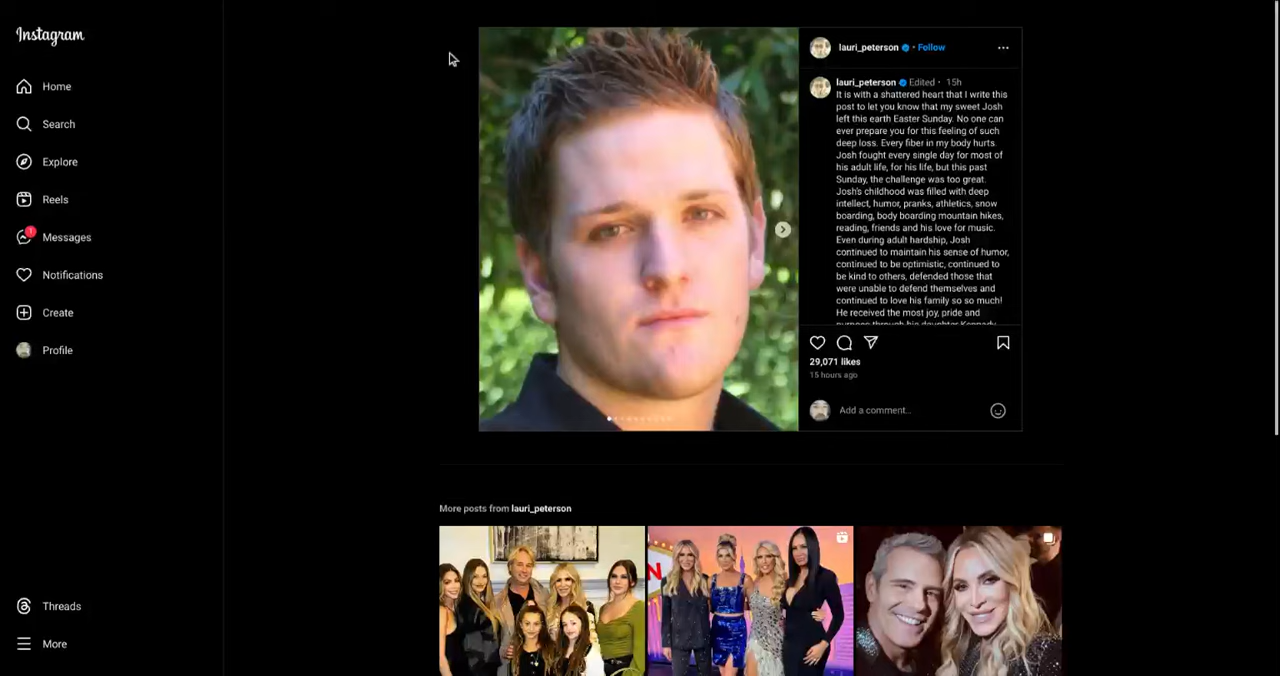 Instagram
Home
Search
Explore
Reels
1
Messages
Notifications
Create
Profile
Threads
More
lauri_peterson • Follow
lauri_peterson Edited • 15h
It is with a shattered heart that I write this
post to let you know that my sweet Josh
left this earth Easter Sunday. No one can
ever prepare you for this feeling of such
deep loss. Every fiber in my body hurts.
Josh fought every single day for most of
his adult life, for his life, but this past
Sunday, the challenge was too great.
Josh's childhood was filled with deep
intellect, humor, pranks, athletics, snow
boarding, body boarding mountain hikes,
reading, friends and his love for music.
Even during adult hardship, Josh
continued to maintain his sense of humor,
continued to be optimistic, continued to
be kind to others, defended those that
were unable to defend themselves and
continued to love his family so so much!
He received the most joy, pride and
purpose through his daughter Kennady
29,071 likes
15 hours ago
Add a comment...
More posts from lauri_peterson
N